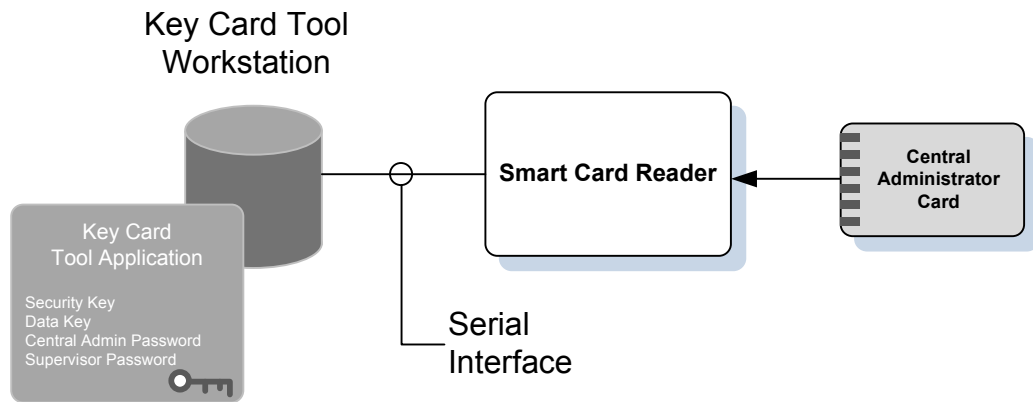 Key Card Tool
Workstation
Smart Card Reader
Central
Administrator
Card
Key Card
Tool Application
Security Key
Data Key
Central Admin Password
Supervisor Password
Serial
Interface